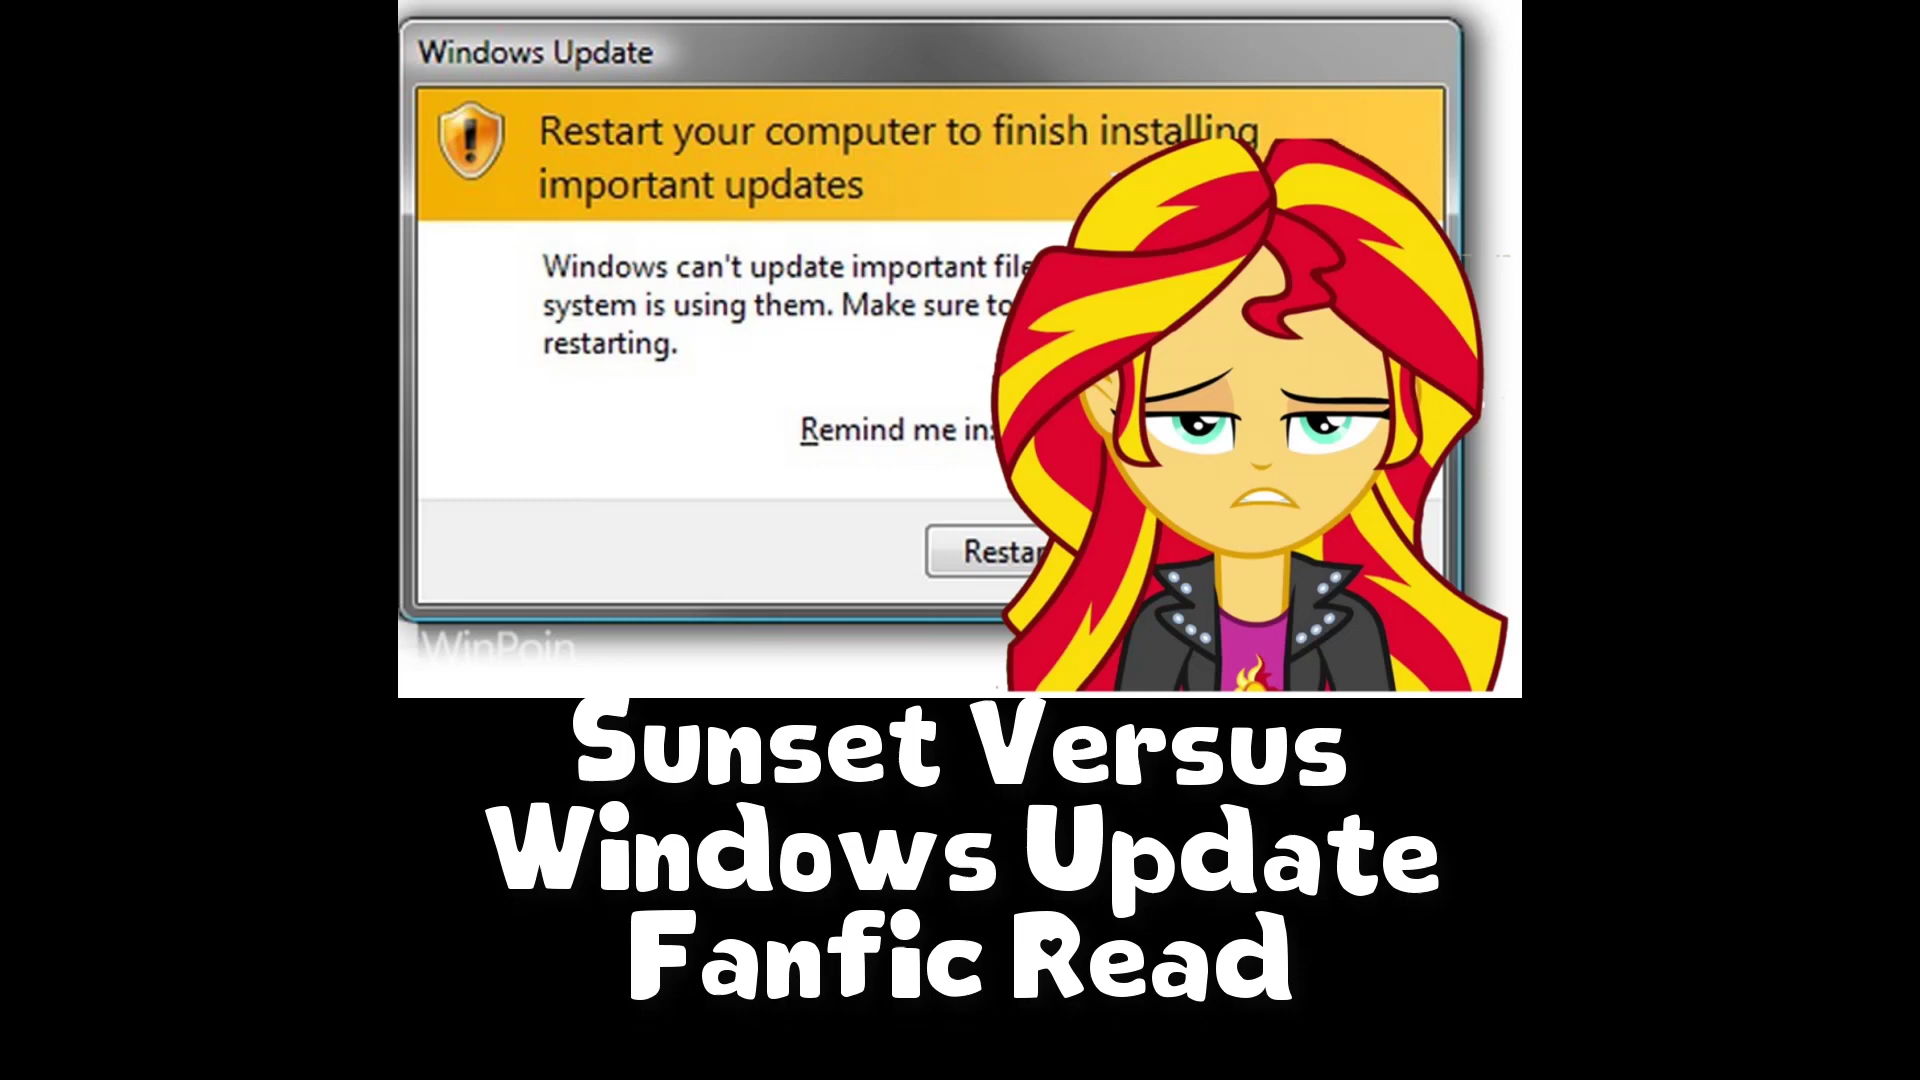 Windows Update
Restart your computer to finish installing
important updates
Windows can't update important file
system is using them. Make sure to
restarting.
Remind me in:
Restar
WinPoin
Sunset Versus
Windows Update
Fanfic Read